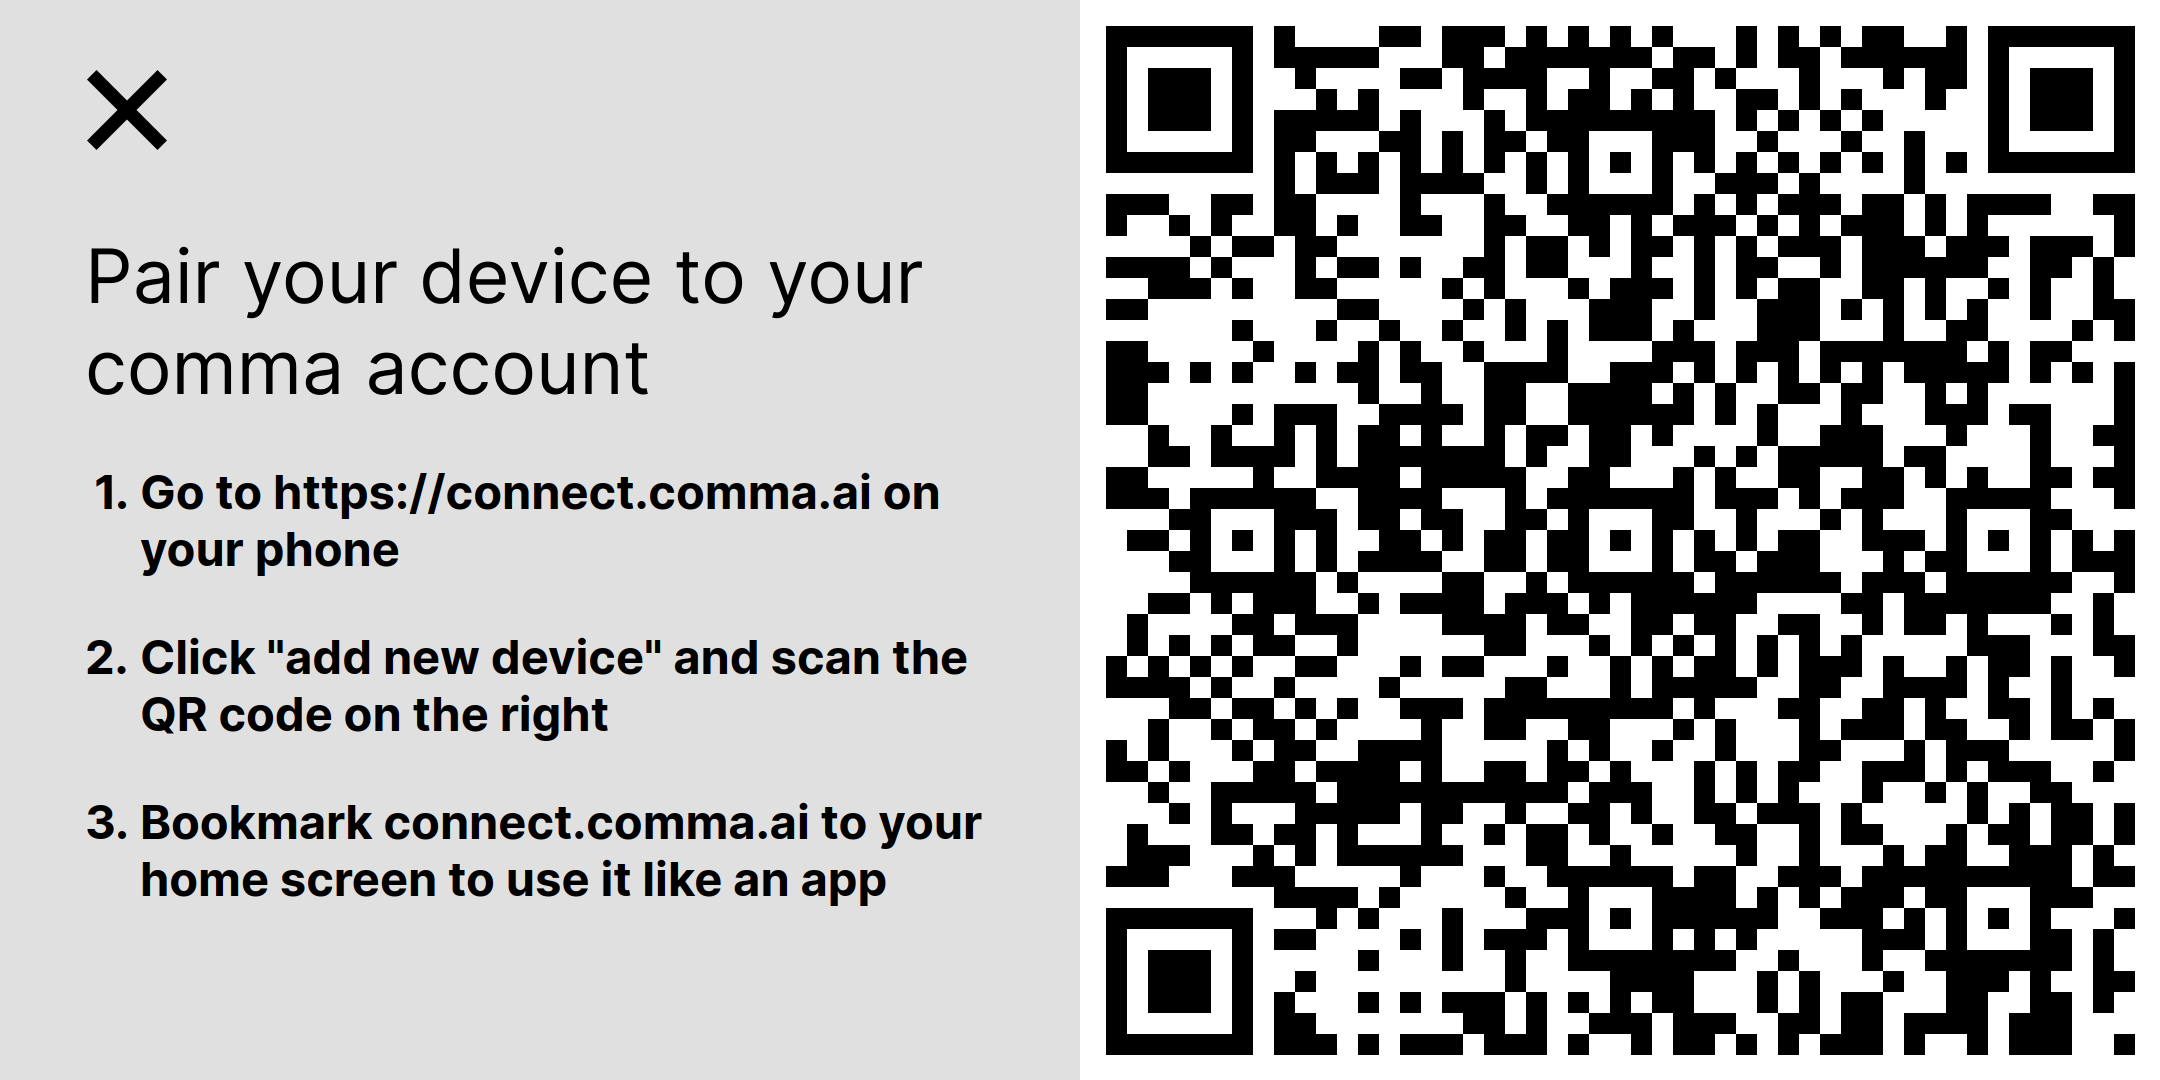 Pair your device to your
comma account
1. Go to https://connect.comma.ai on
your phone
2. Click "add new device" and scan the
QR code on the right
3. Bookmark connect.comma.ai to your
home screen to use it like an app